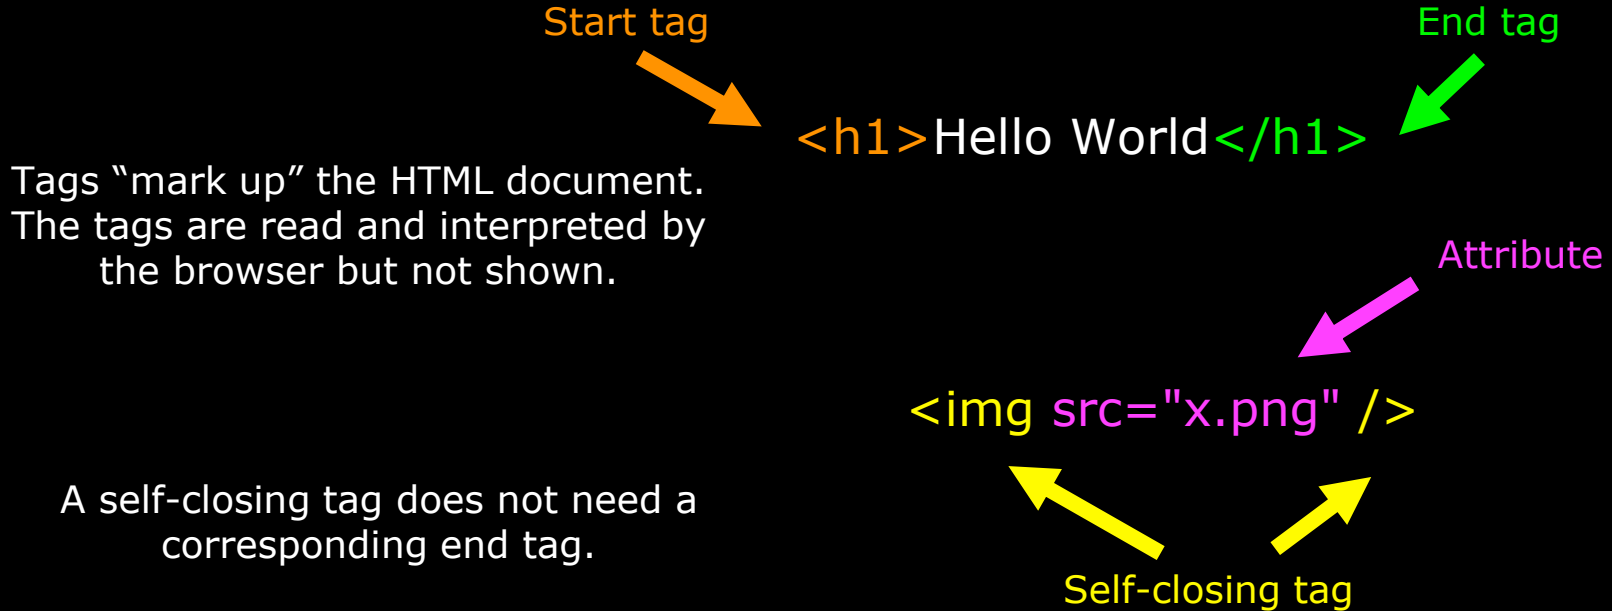 Start tag
End tag
<h1>Hello World</h1>
Tags “mark up” the HTML document.
The tags are read and interpreted by
the browser but not shown.
Attribute
<img src="x.png" />
A self-closing tag does not need a
corresponding end tag.
Self-closing tag